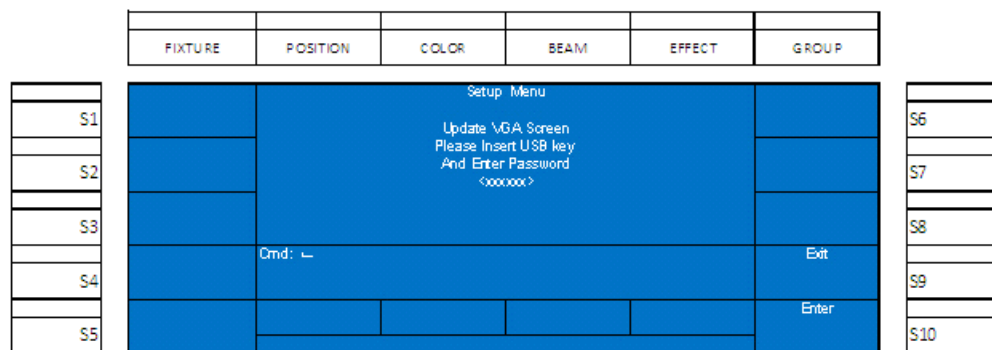 FIXTURE POSITION COLOR BEAM EFFECT GROUP
Setup Menu
S1 S6
Update VGA Screen
Please Insert USB key
And Enter Password
S2 S7
<xxxxxx>
S3 S8
Cmd: Exit
S4 S9
Enter
S5 S10